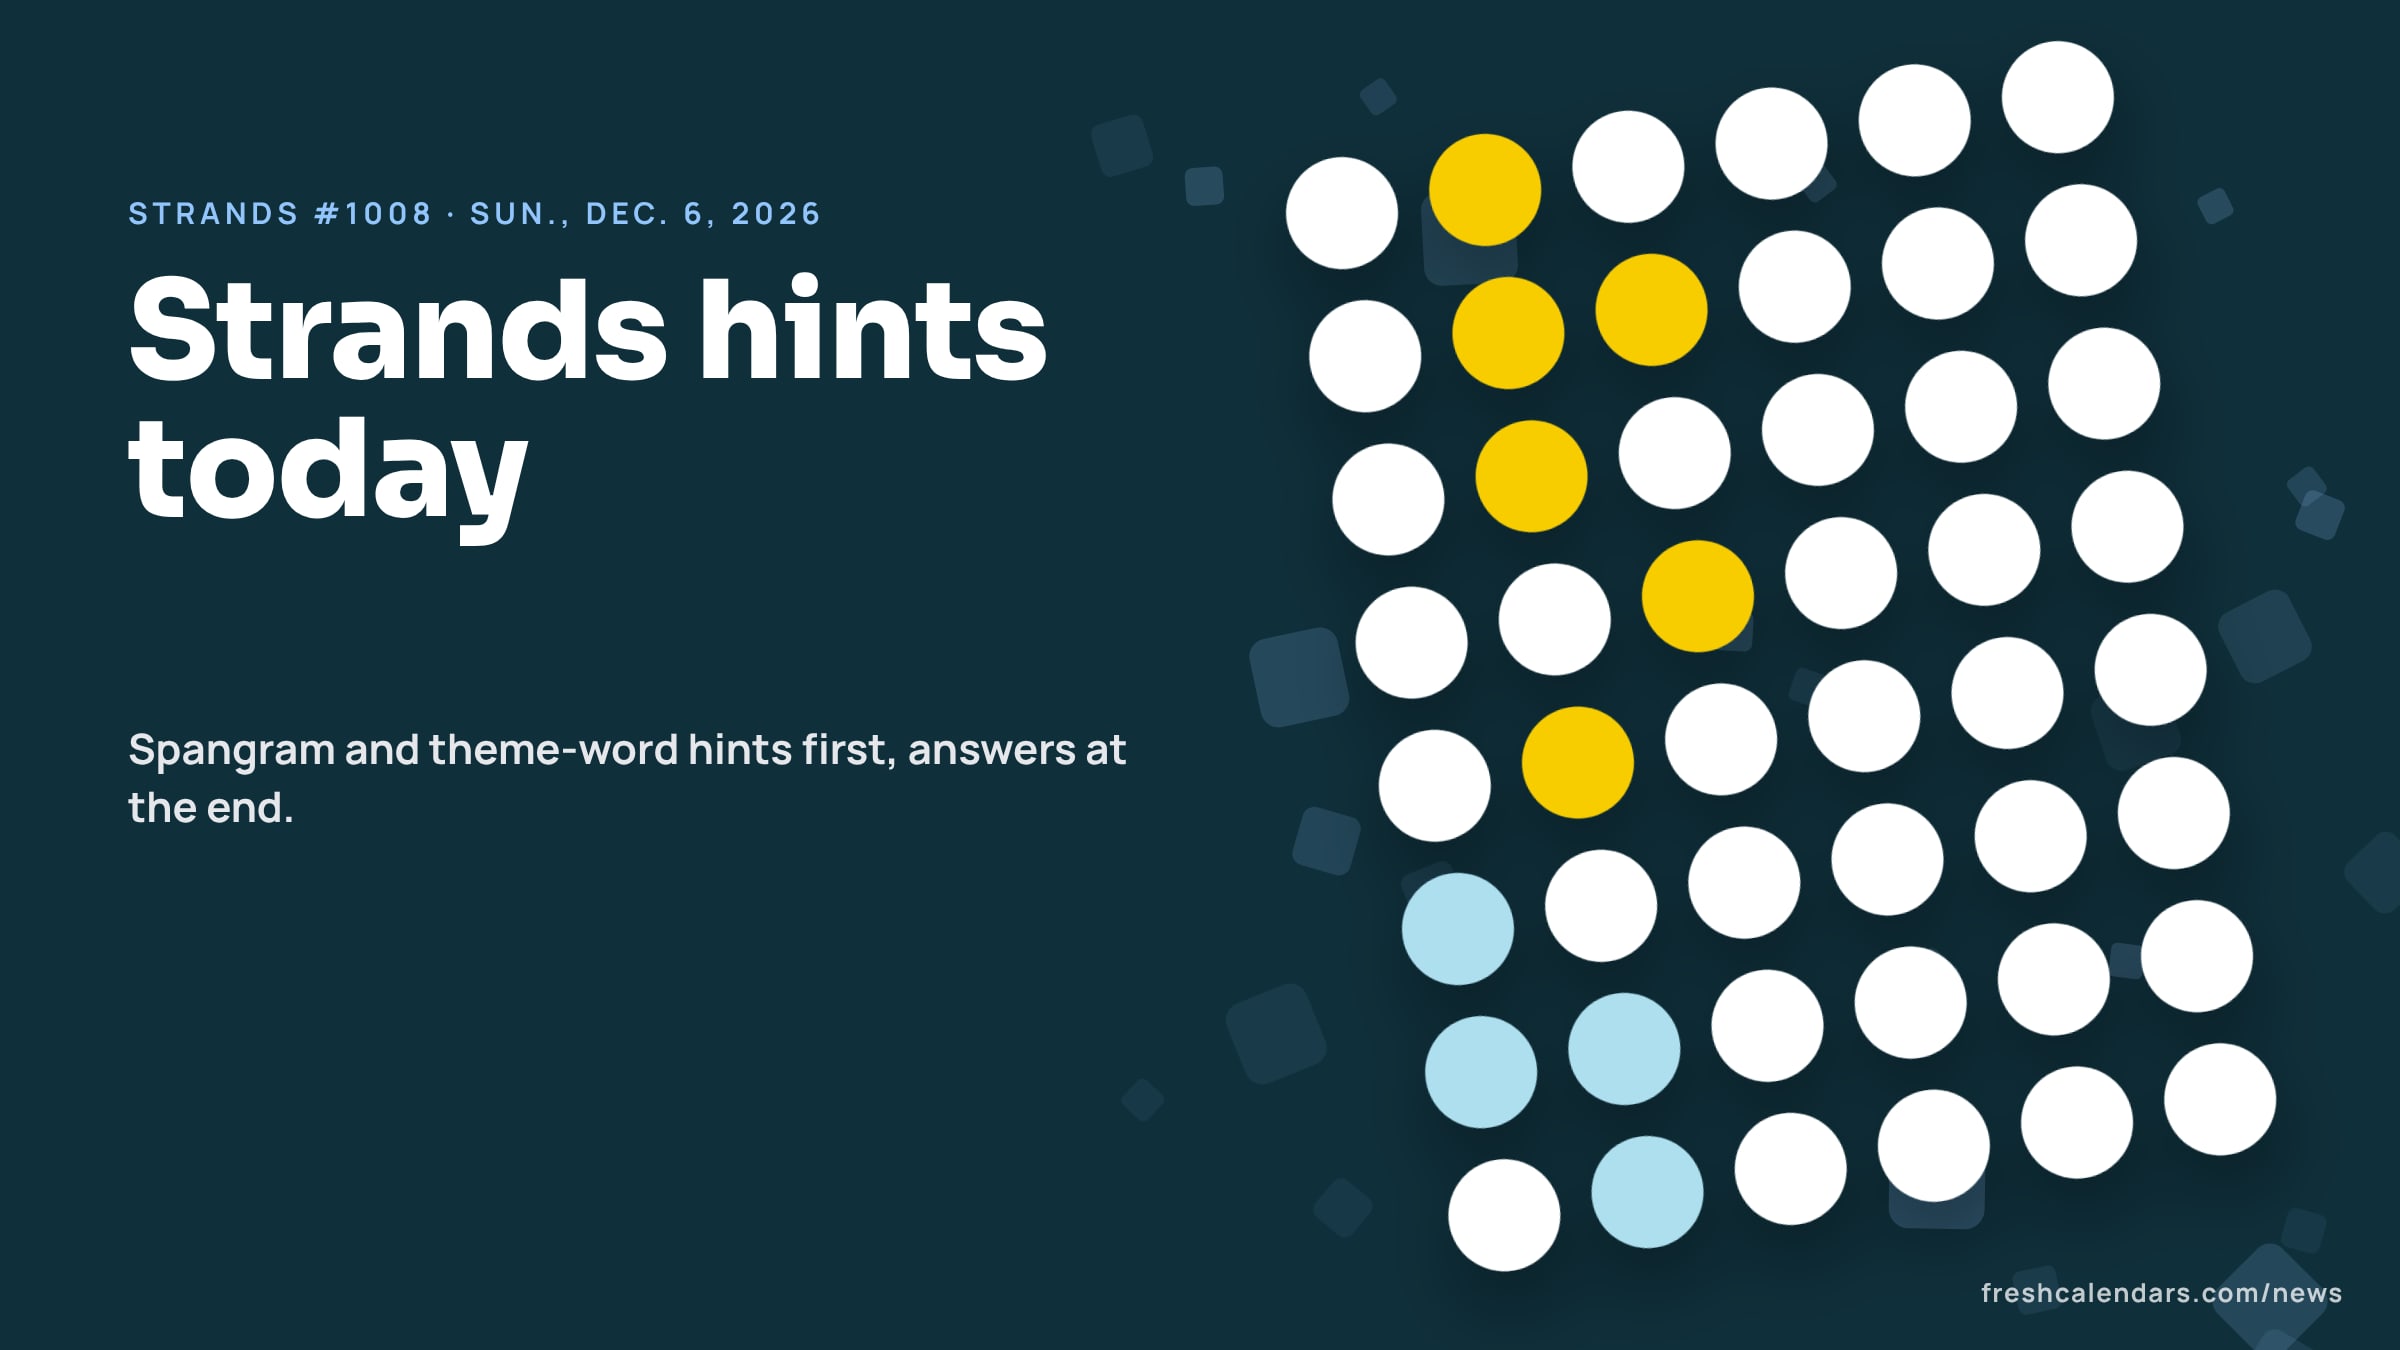 STRANDS #1008 · SUN., DEC. 6, 2026
Strands hints
today
Spangram and theme-word hints first, answers at
the end.
freshcalendars.com/news